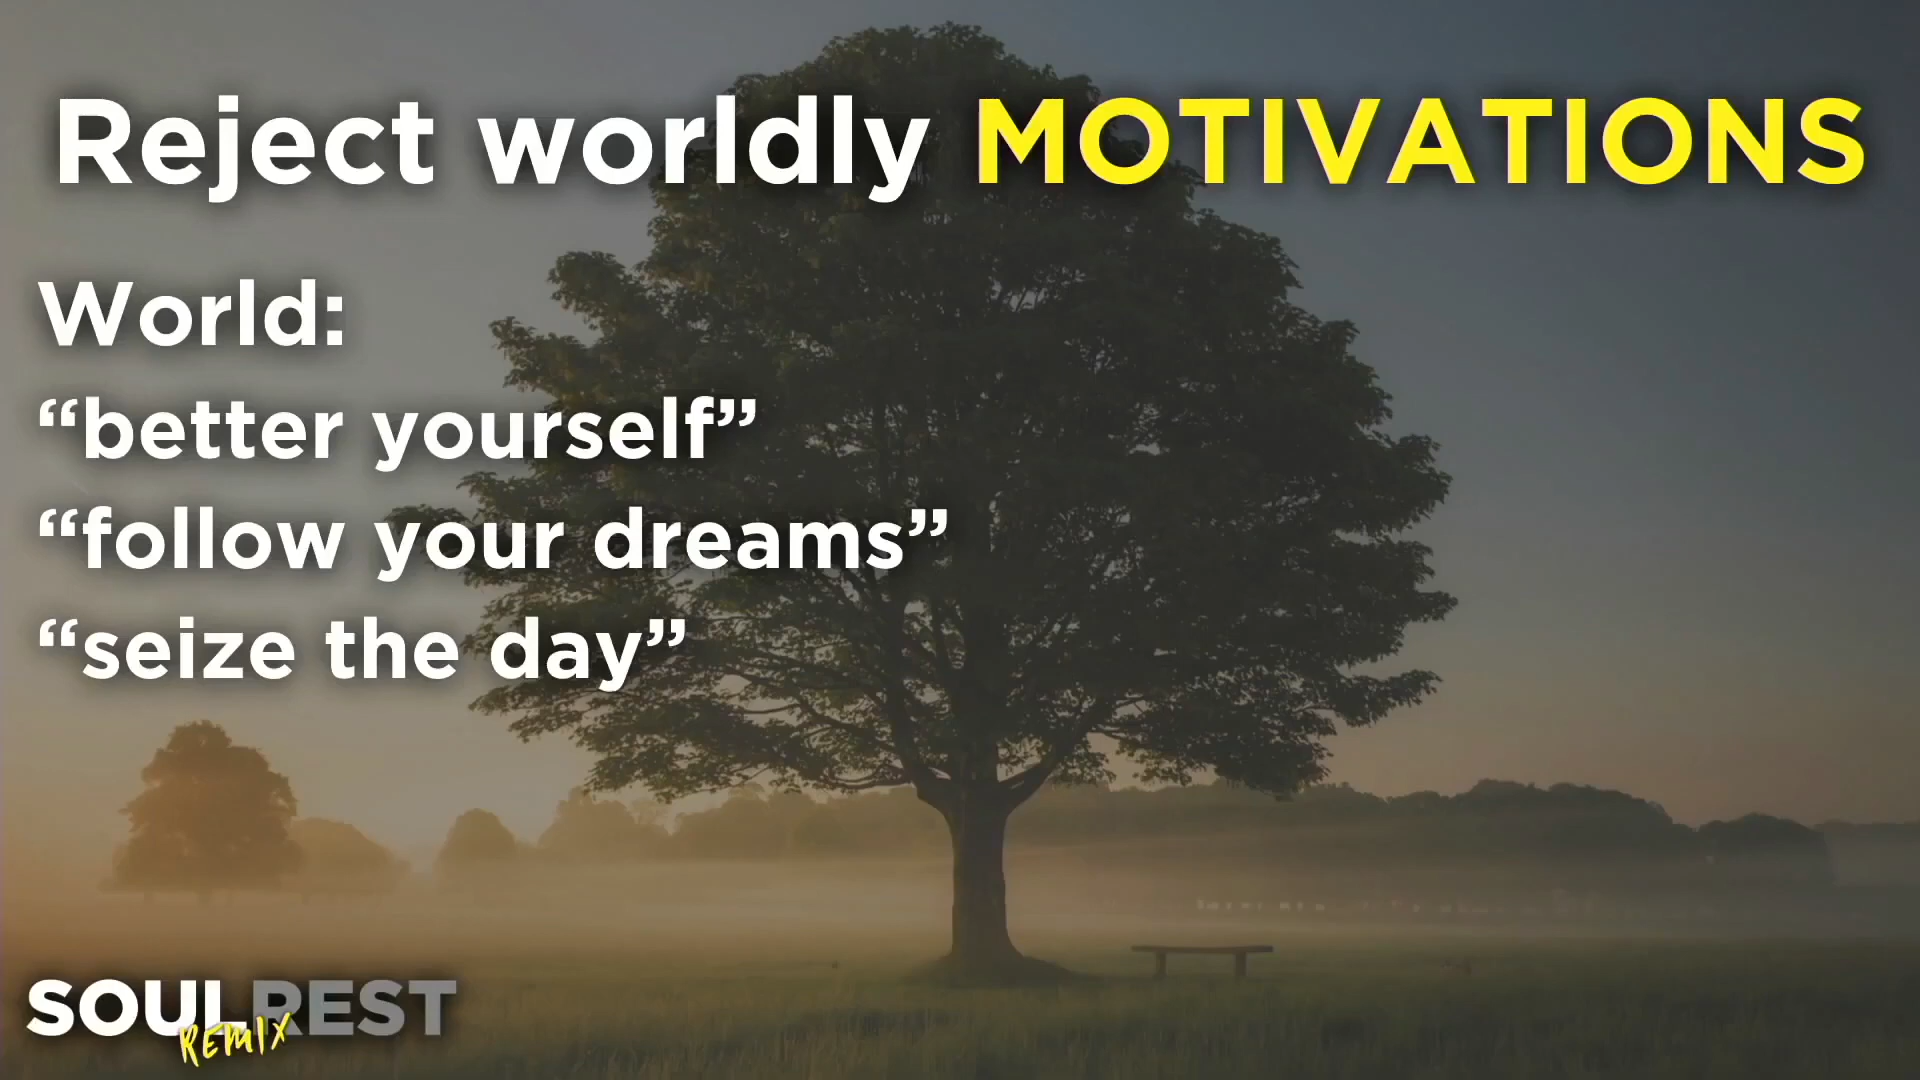 Reject worldly MOTIVATIONS
World:
“better yourself”
“follow your dreams”
“seize the day”
SOULREST
REMIX